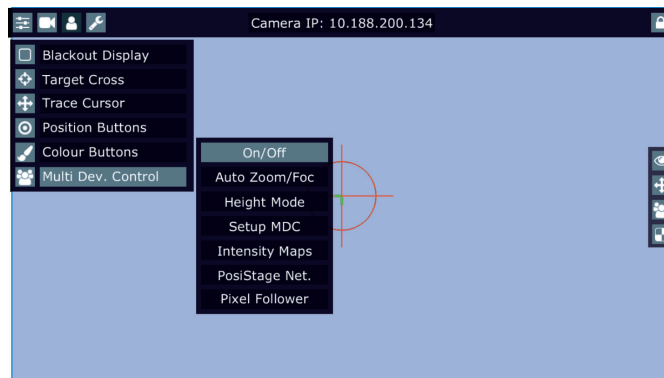 Camera IP: 10.188.200.134
Blackout Display
Target Cross
Trace Cursor
Position Buttons
Colour Buttons
Multi Dev. Control
On/Off
Auto Zoom/Foc
Height Mode
Setup MDC
Intensity Maps
PosiStage Net.
Pixel Follower